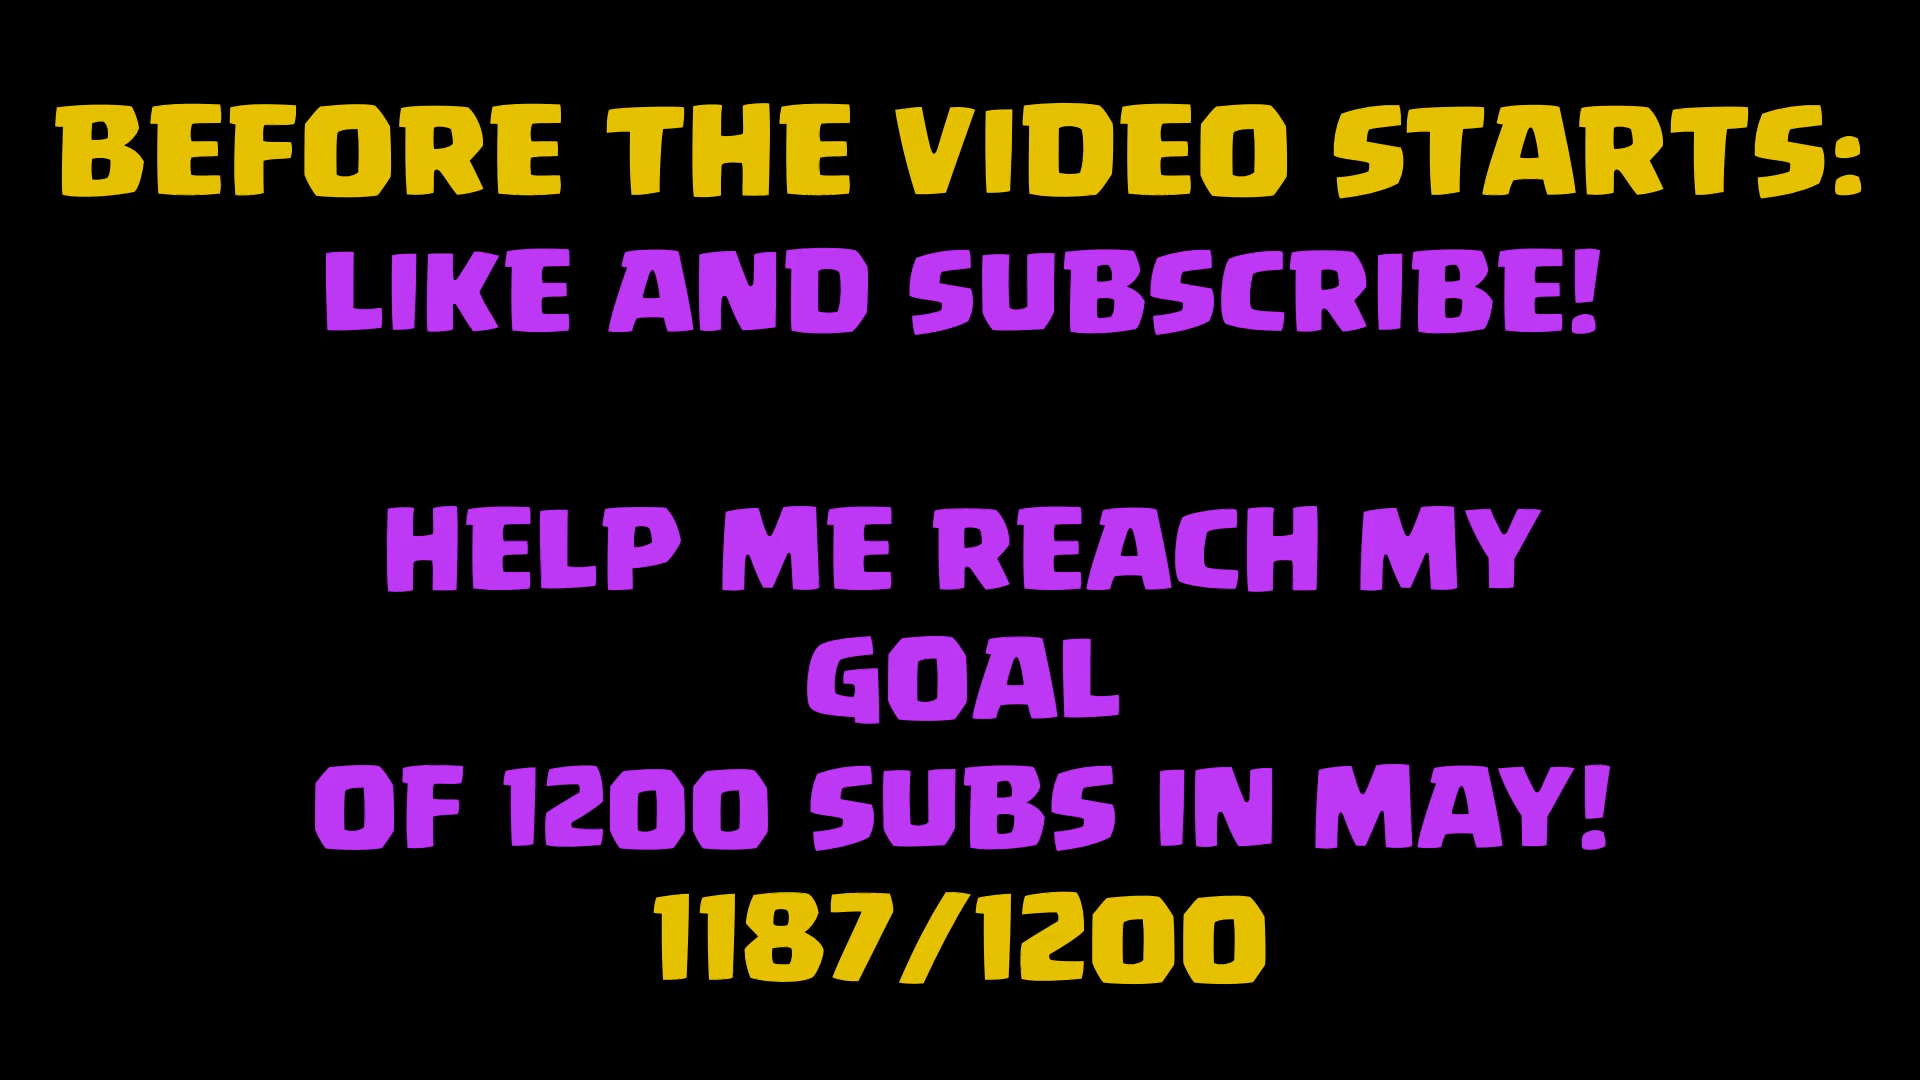 BEFORE THE VIDEO STARTS:
LIKE AND SUBSCRIBE!
HELP ME REACH MY
GOAL
OF 1200 SUBS IN MAY!
1187/1200